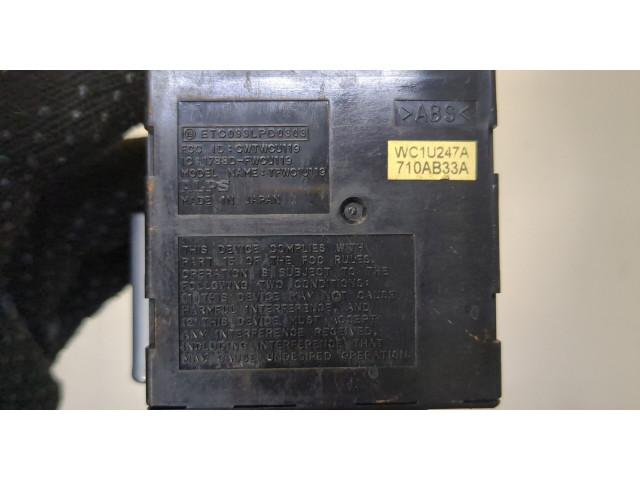 Ⓔ ETC093LPD0303
FCC ID:CWTWCU119
IC:1788D-FWCU119
MODEL NAME:TFWC1U119
ALPS
MADE IN JAPAN
>ABS<
WC1U247A
710AB33A
THIS DEVICE COMPLIES WITH
PART 15 OF THE FCC RULES.
OPERATION IS SUBJECT TO THE
FOLLOWING TWO CONDITIONS:
(1) THIS DEVICE MAY NOT CAUSE
HARMFUL INTERFERENCE, AND
(2) THIS DEVICE MUST ACCEPT
ANY INTERFERENCE RECEIVED,
INCLUDING INTERFERENCE THAT
MAY CAUSE UNDESIRED OPERATION.